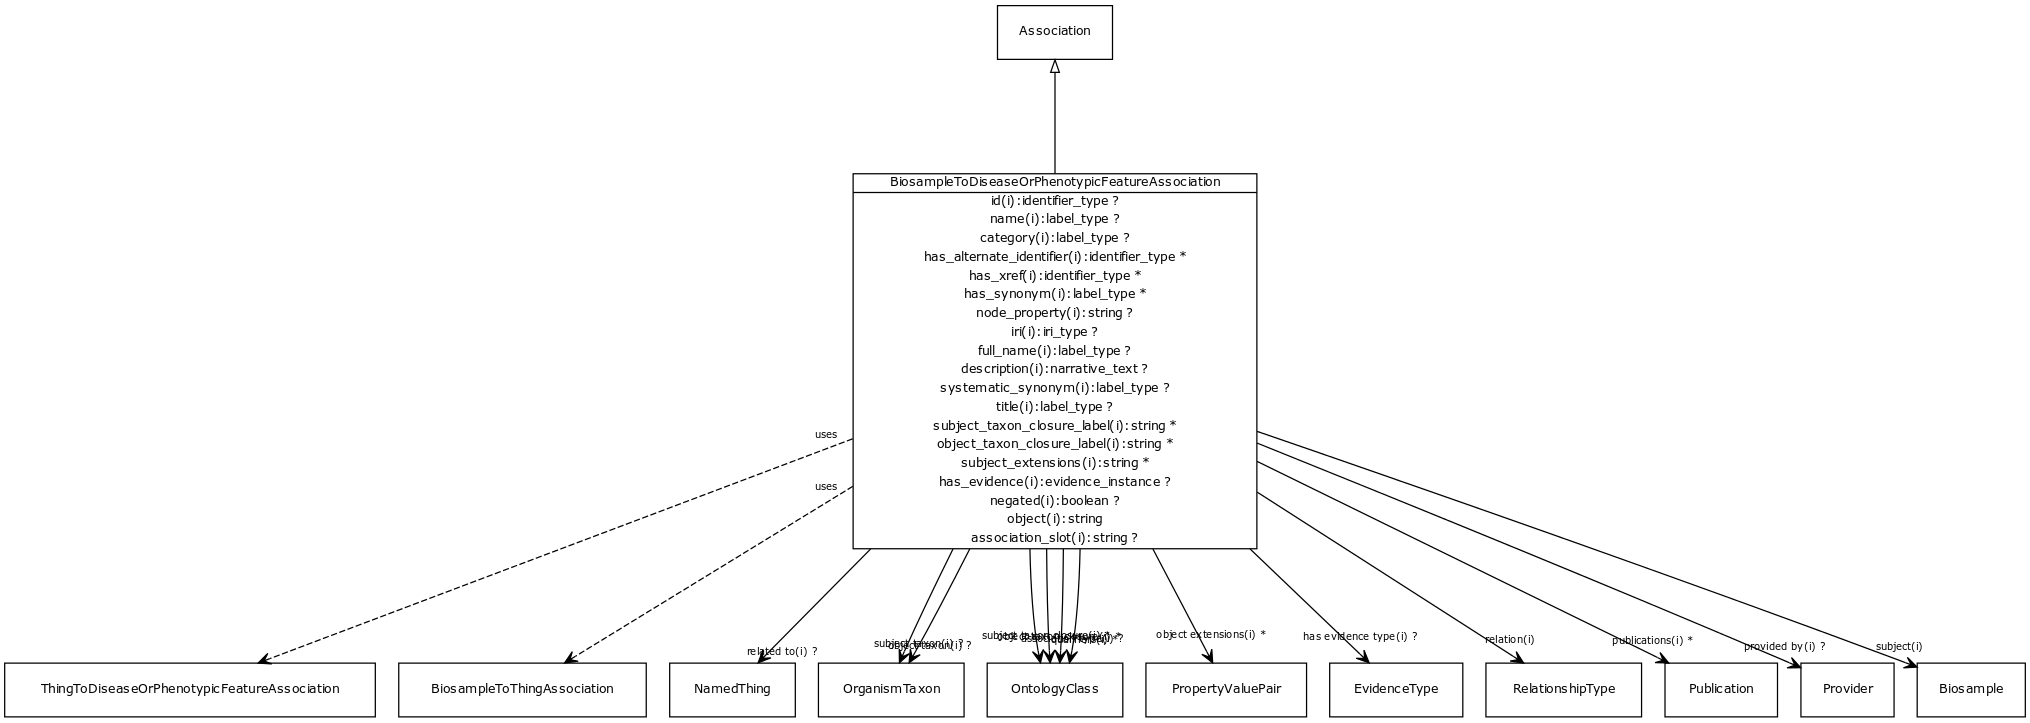 Association
BiosampleToDiseaseOrPhenotypicFeatureAssociation
id(i):identifier_type ?
name(i):label_type ?
category(i):label_type ?
has_alternate_identifier(i):identifier_type *
has_xref(i):identifier_type *
has_synonym(i):label_type *
node_property(i):string ?
iri(i):iri_type ?
full_name(i):label_type ?
description(i):narrative_text ?
systematic_synonym(i):label_type ?
title(i):label_type ?
subject_taxon_closure_label(i):string *
object_taxon_closure_label(i):string *
subject_extensions(i):string *
has_evidence(i):evidence_instance ?
negated(i):boolean ?
object(i):string
association_slot(i):string ?
uses
uses
related to(i) ?
subject taxon(i) ?
object taxon(i) ?
object extensions(i) *
has evidence type(i) ?
relation(i)
publications(i) *
provided by(i) ?
subject(i)
ThingToDiseaseOrPhenotypicFeatureAssociation
BiosampleToThingAssociation
NamedThing
OrganismTaxon
OntologyClass
PropertyValuePair
EvidenceType
RelationshipType
Publication
Provider
Biosample